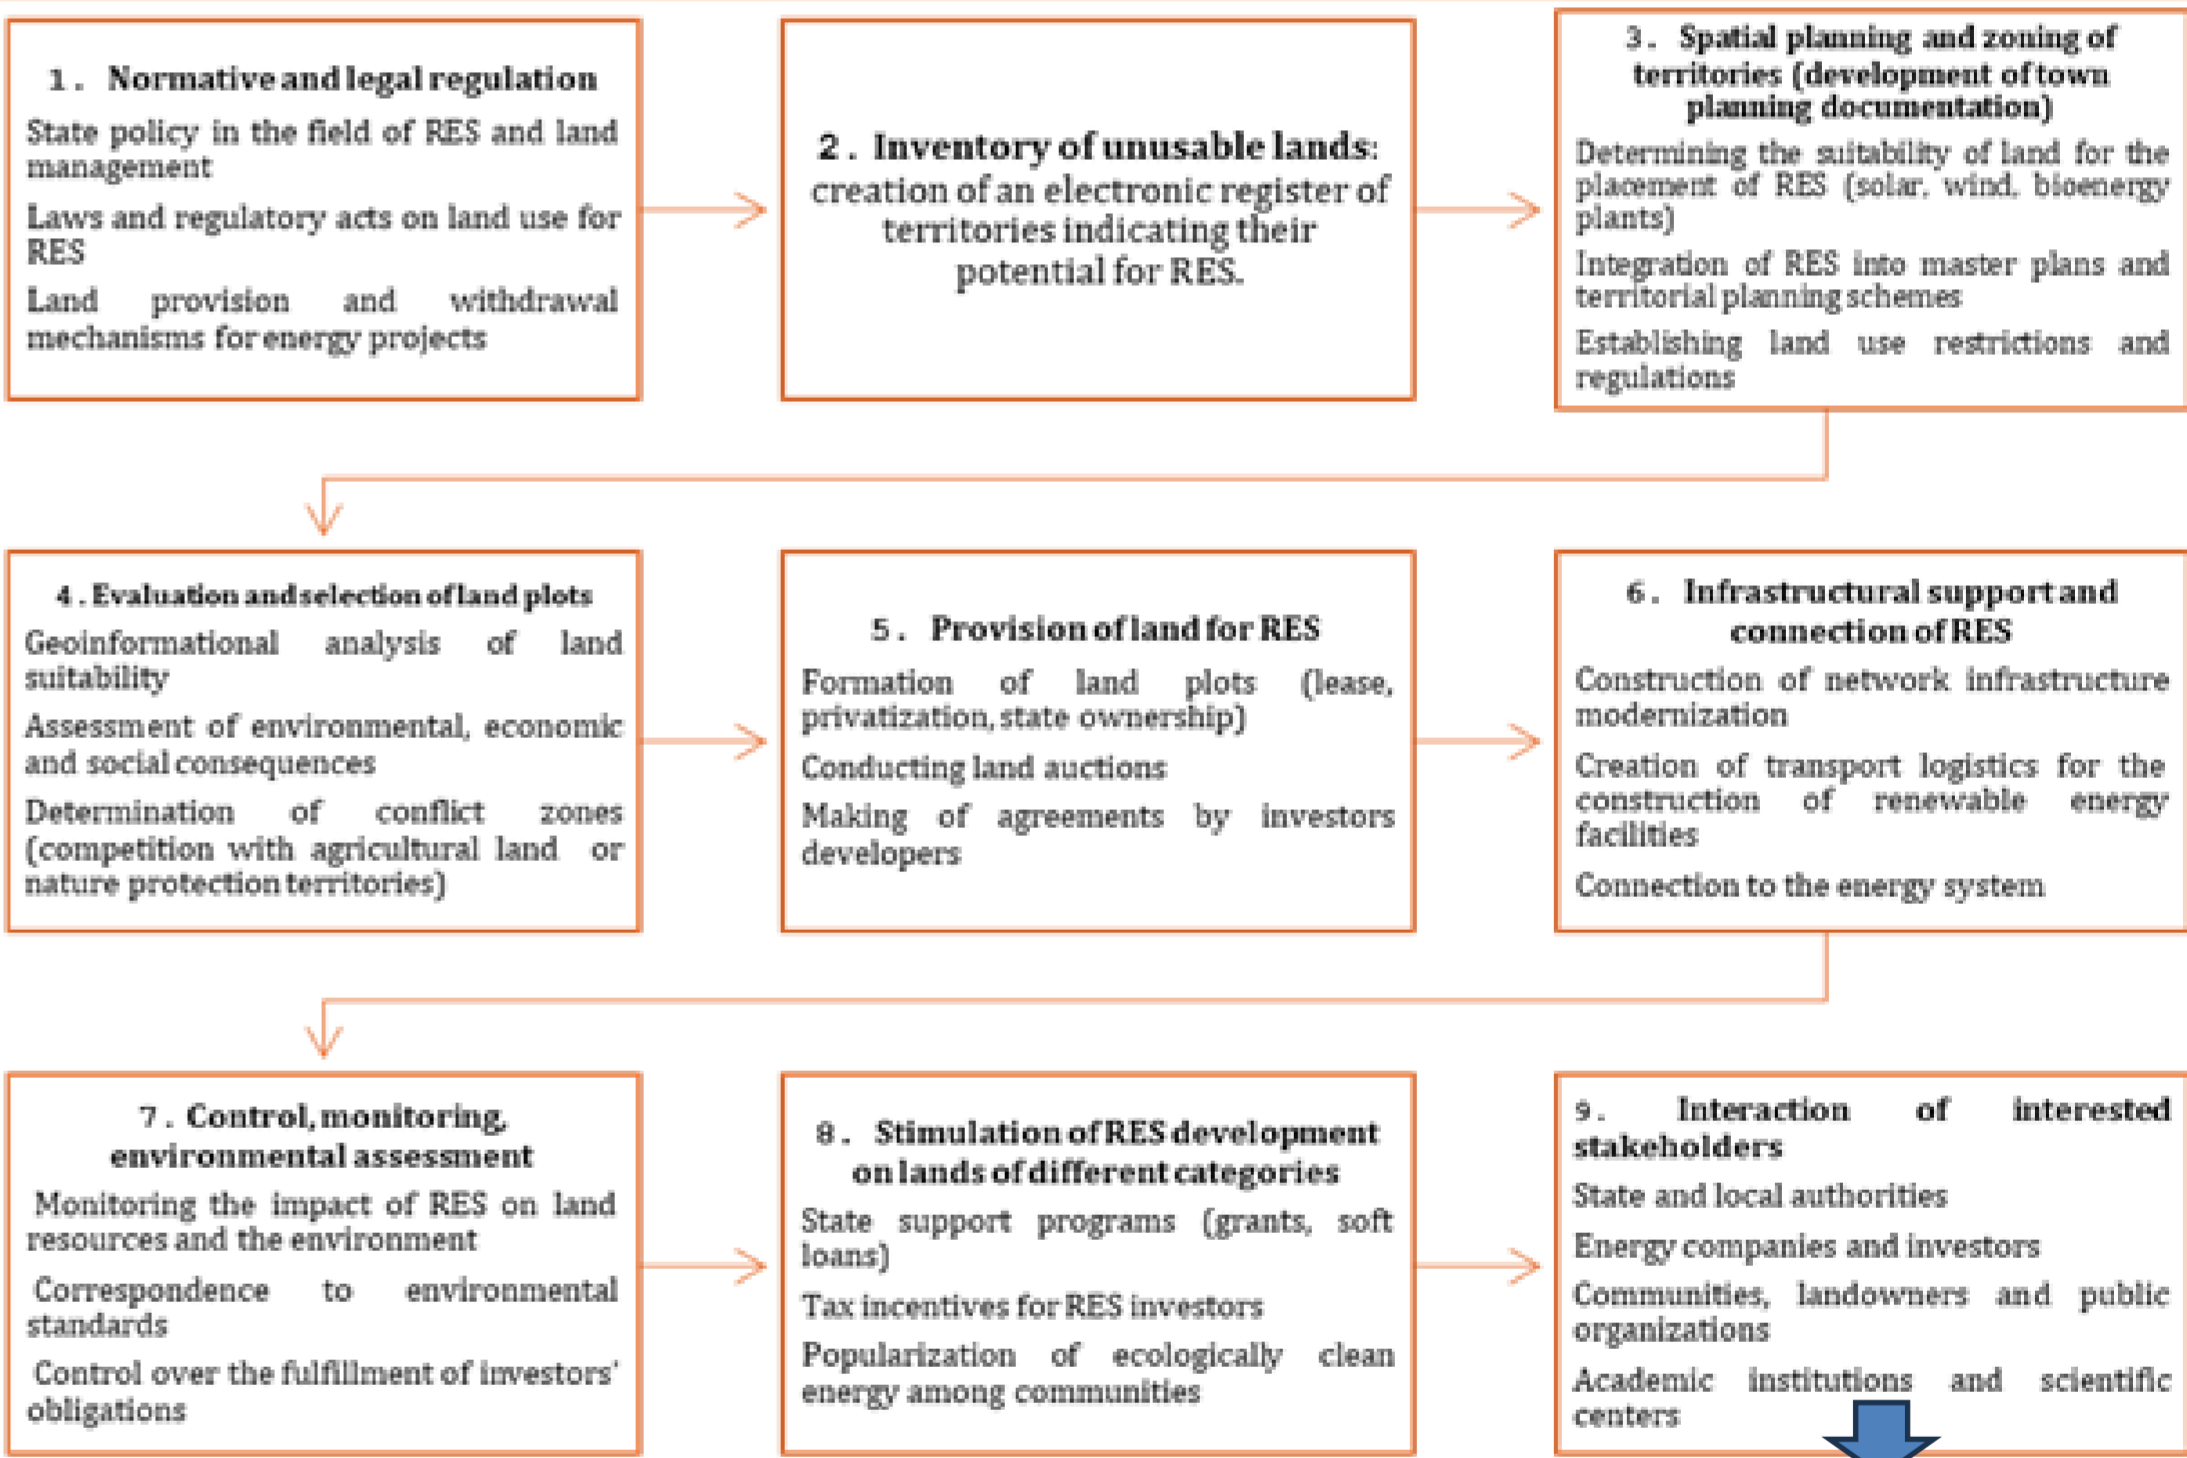 1. Normative and legal regulation
State policy in the field of RES and land
management
Laws and regulatory acts on land use for
RES
Land provision and withdrawal
mechanisms for energy projects
2. Inventory of unusable lands:
creation of an electronic register of
territories indicating their
potential for RES.
3. Spatial planning and zoning of
territories (development of town
planning documentation)
Determining the suitability of land for the
placement of RES (solar, wind, bioenergy
plants)
Integration of RES into master plans and
territorial planning schemes
Establishing land use restrictions and
regulations
4. Evaluation and selection of land plots
Geoinformational analysis of land
suitability
Assessment of environmental, economic
and social consequences
Determination of conflict zones
(competition with agricultural land or
nature protection territories)
5. Provision of land for RES
Formation of land plots (lease,
privatization, state ownership)
Conducting land auctions
Making of agreements by investors
developers
6. Infrastructural support and
connection of RES
Construction of network infrastructure
modernization
Creation of transport logistics for the
construction of renewable energy
facilities
Connection to the energy system
7. Control, monitoring,
environmental assessment
Monitoring the impact of RES on land
resources and the environment
Correspondence to environmental
standards
Control over the fulfillment of investors'
obligations
8. Stimulation of RES development
on lands of different categories
State support programs (grants, soft
loans)
Tax incentives for RES investors
Popularization of ecologically clean
energy among communities
9. Interaction of interested
stakeholders
State and local authorities
Energy companies and investors
Communities, landowners and public
organizations
Academic institutions and scientific
centers